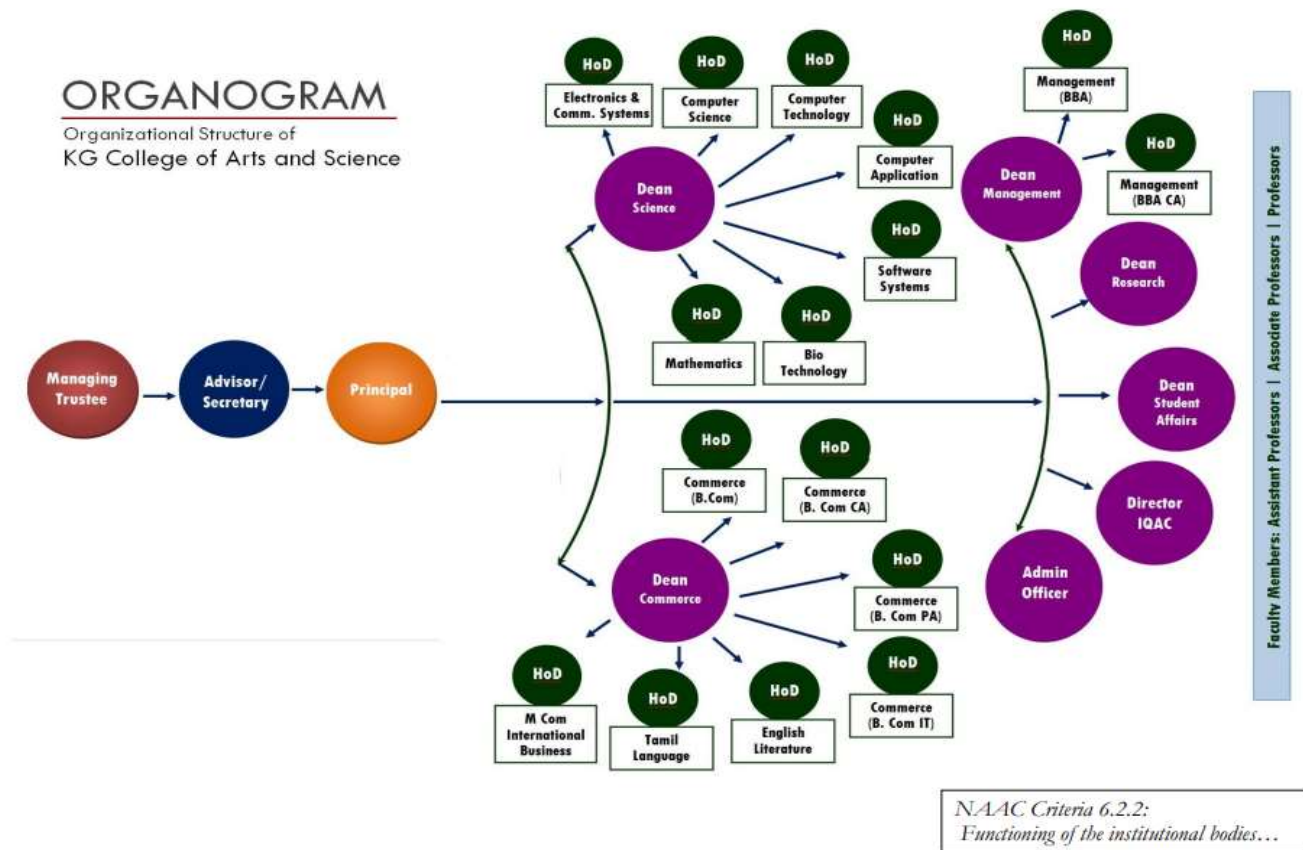 ORGANOGRAM
Organizational Structure of
KG College of Arts and Science
Managing
Trustee
Advisor/
Secretary
Principal
HoD
Electronics &
Comm. Systems
HoD
Computer
Science
HoD
Computer
Technology
HoD
Computer
Application
HoD
Software
Systems
Dean
Science
HoD
Mathematics
HoD
Bio
Technology
HoD
Commerce
(B.Com)
HoD
Commerce
(B. Com CA)
HoD
Commerce
(B. Com PA)
HoD
Commerce
(B. Com IT)
Dean
Commerce
HoD
M Com
International
Business
HoD
Tamil
Language
HoD
English
Literature
HoD
Management
(BBA)
HoD
Management
(BBA CA)
Dean
Management
Dean
Research
Dean
Student
Affairs
Director
IQAC
Admin
Officer
Faculty Members: Assistant Professors | Associate Professors | Professors
NAAC Criteria 6.2.2:
Functioning of the institutional bodies…